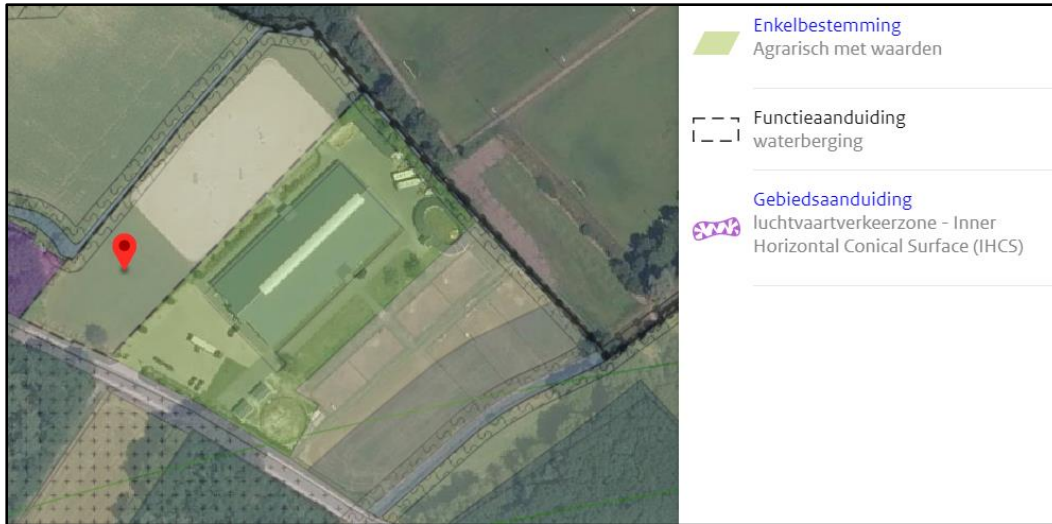 Enkelbestemming
Agrarisch met waarden
Functieaanduiding
waterberging
Gebiedsaanduiding
luchtvaartverkeerzone - Inner
Horizontal Conical Surface (IHCS)